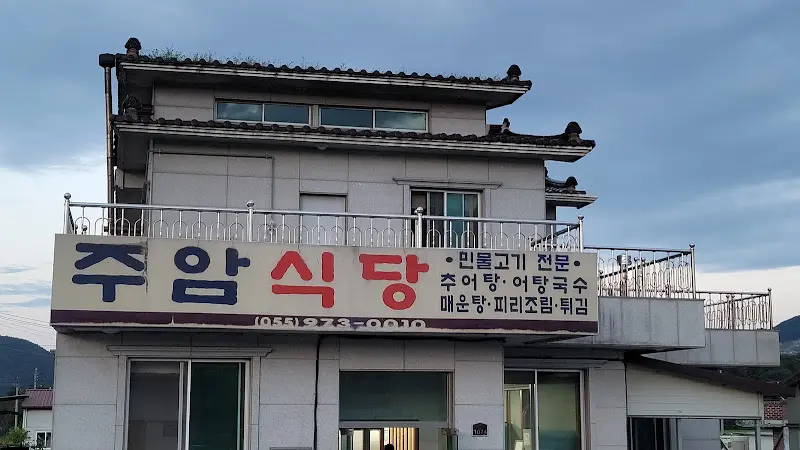 주암식당
·민물고기 전문·
추어탕·어탕국수
매운탕·피리조림·튀김
(055) 973-0010
1074